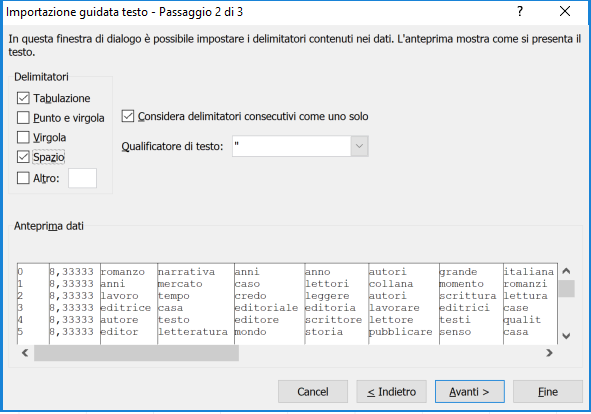 Importazione guidata testo - Passaggio 2 di 3
In questa finestra di dialogo è possibile impostare i delimitatori contenuti nei dati. L'anteprima mostra come si presenta il
testo.
Delimitatori
Tabulazione
Punto e virgola
Virgola
Spazio
Altro:
Considera delimitatori consecutivi come uno solo
Qualificatore di testo: "
Anteprima dati
0 8,33333 romanzo narrativa anni anno autori grande italiana
1 8,33333 anni mercato caso lettori collana momento romanzi
2 8,33333 lavoro tempo credo leggere autori scrittura lettura
3 8,33333 editrice casa editoriale editoria lavorare editrici case
4 8,33333 autore testo editore scrittore lettore testi qualit
5 8,33333 editor letteratura mondo storia pubblicare senso casa
Cancel < Indietro Avanti > Fine